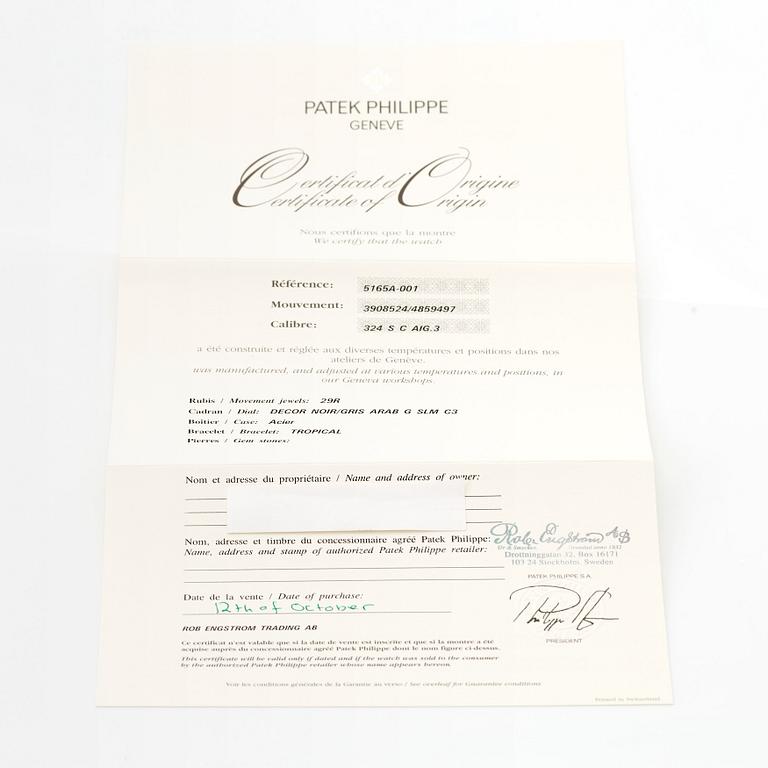 PATEK PHILIPPE
GENEVE
Certificat d'Origine
Certificate of Origin
Nous certifions que la montre
We certify that the watch
Référence: 5165A-001
Mouvement: 3908524/4859497
Calibre: 324 S C AIG.3
a été construite et réglée aux diverses températures et positions dans nos
ateliers de Genève.
was manufactured, and adjusted at various temperatures and positions, in
our Geneva workshops.
Rubis / Movement jewels: 29R
Cadran / Dial: DECOR NOIR/GRIS ARAB G SLM C3
Boîtier / Case: Acier
Bracelet / Bracelet: TROPICAL
Pierres / Gem stones:
Nom et adresse du propriétaire / Name and address of owner:
Nom, adresse et timbre du concessionnaire agréé Patek Philippe:
Name, address and stamp of authorized Patek Philippe retailer:
Rob. Engström AB
Ur & Smycken founded anno 1832
Drottninggatan 32, Box 16171
103 24 Stockholm, Sweden
PATEK PHILIPPE S.A.
PRESIDENT
Date de la vente / Date of purchase:
12th of October
ROB ENGSTROM TRADING AB
Ce certificat n'est valable que si la date de vente est inscrite et que si la montre a été
acquise auprès du concessionnaire agréé Patek Philippe dont le nom figure ci-dessus.
This certificate will be valid only if dated and if the watch was sold to the consumer
by the authorized Patek Philippe retailer whose name appears hereon.
Voir les conditions générales de la Garantie au verso / See overleaf for Guarantee conditions
Printed in Switzerland